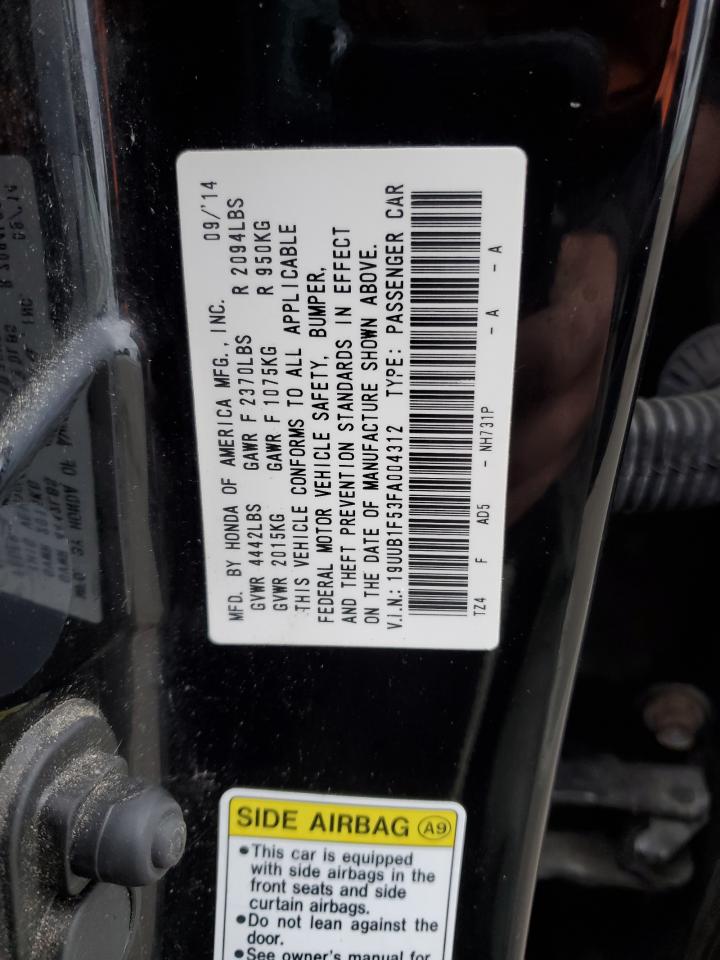 MFD. BY HONDA OF AMERICA MFG., INC. 09/'14
GVWR 4442LBS GAWR F 2370LBS R 2094LBS
GVWR 2015KG GAWR F 1075KG R 950KG
THIS VEHICLE CONFORMS TO ALL APPLICABLE
FEDERAL MOTOR VEHICLE SAFETY, BUMPER,
AND THEFT PREVENTION STANDARDS IN EFFECT
ON THE DATE OF MANUFACTURE SHOWN ABOVE.
V.I.N.: 19UUB1F53FA004312 TYPE: PASSENGER CAR
TZ4 F AD5 - NH731P - A - A
SIDE AIRBAG A9
•This car is equipped
with side airbags in the
front seats and side
curtain airbags.
•Do not lean against the
door.
•See owner's manual for